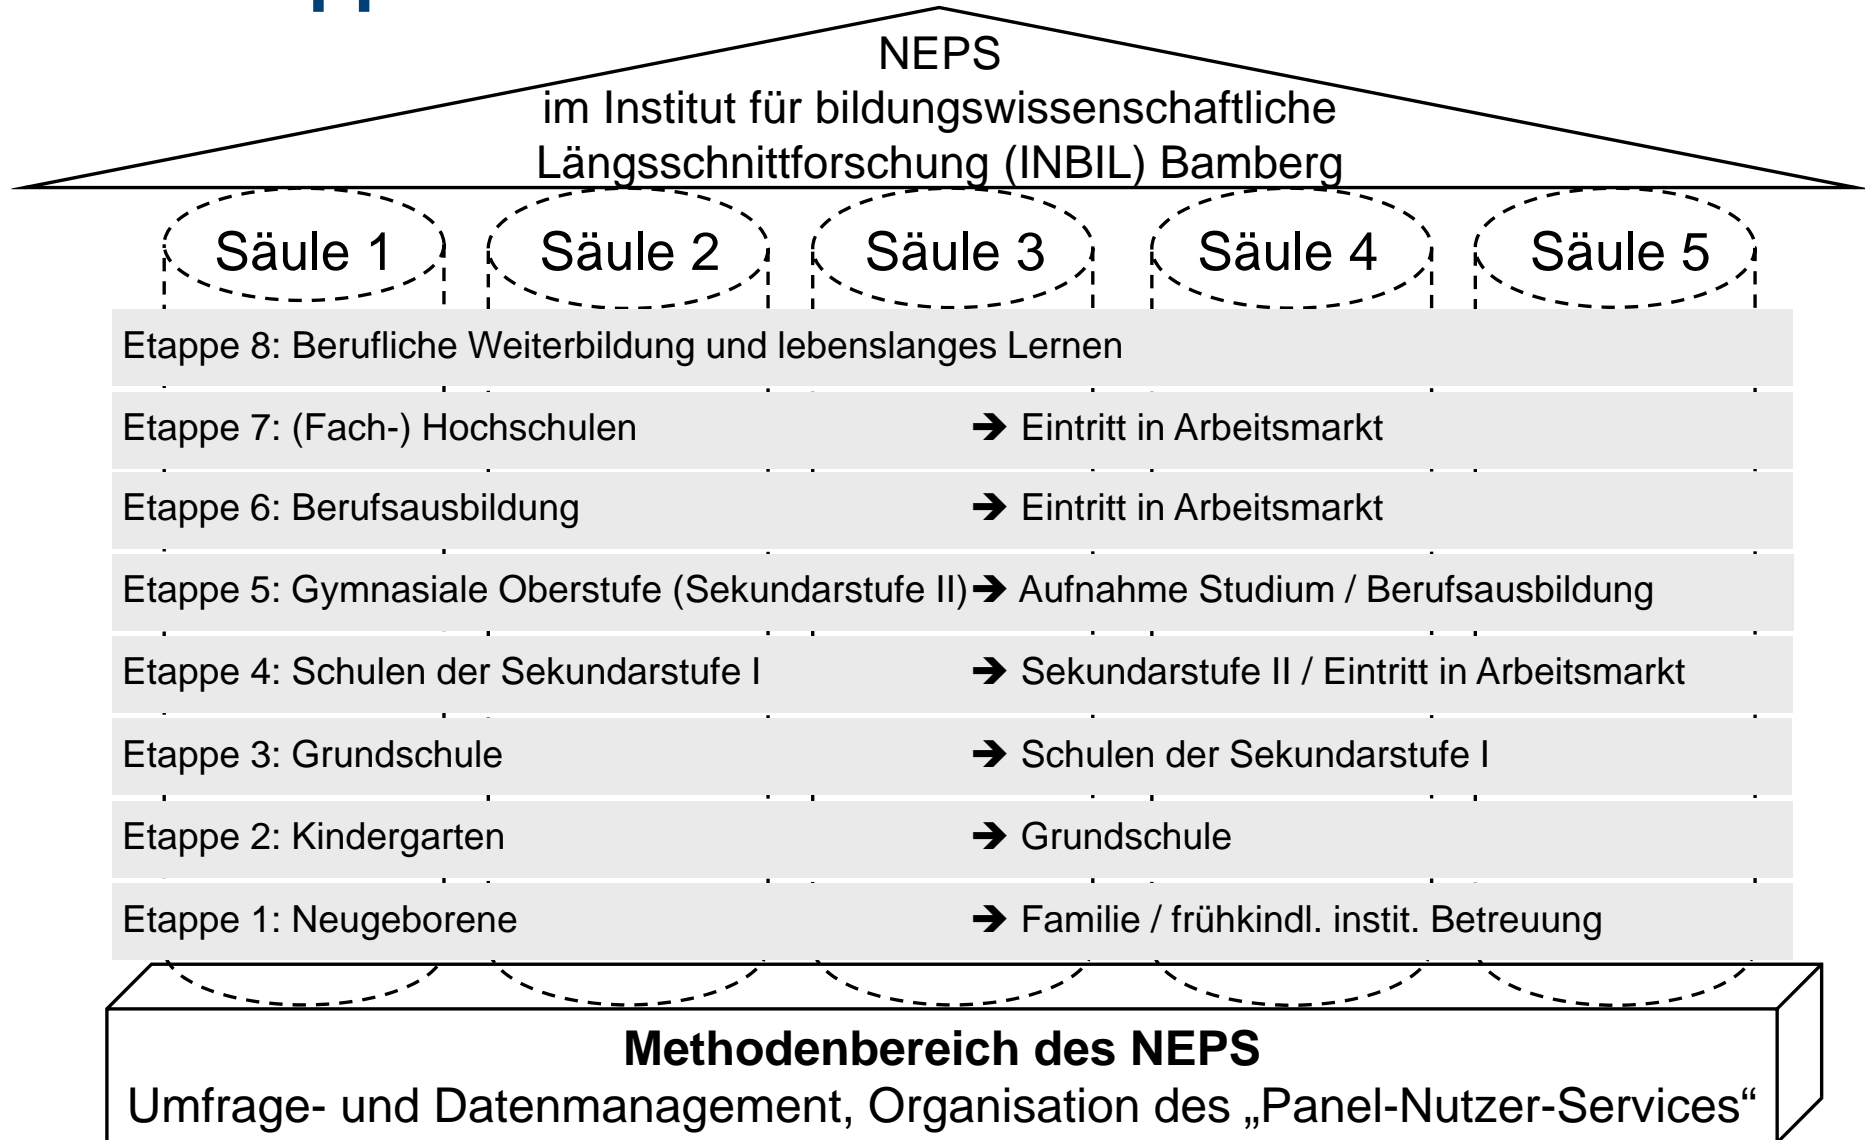 NEPS
im Institut für bildungswissenschaftliche
Längsschnittforschung (INBIL) Bamberg
Säule 1 Säule 2 Säule 3 Säule 4 Säule 5
Etappe 8: Berufliche Weiterbildung und lebenslanges Lernen
Etappe 7: (Fach-) Hochschulen ➔ Eintritt in Arbeitsmarkt
Etappe 6: Berufsausbildung ➔ Eintritt in Arbeitsmarkt
Etappe 5: Gymnasiale Oberstufe (Sekundarstufe II) ➔ Aufnahme Studium / Berufsausbildung
Etappe 4: Schulen der Sekundarstufe I ➔ Sekundarstufe II / Eintritt in Arbeitsmarkt
Etappe 3: Grundschule ➔ Schulen der Sekundarstufe I
Etappe 2: Kindergarten ➔ Grundschule
Etappe 1: Neugeborene ➔ Familie / frühkindl. instit. Betreuung
Methodenbereich des NEPS
Umfrage- und Datenmanagement, Organisation des „Panel-Nutzer-Services“